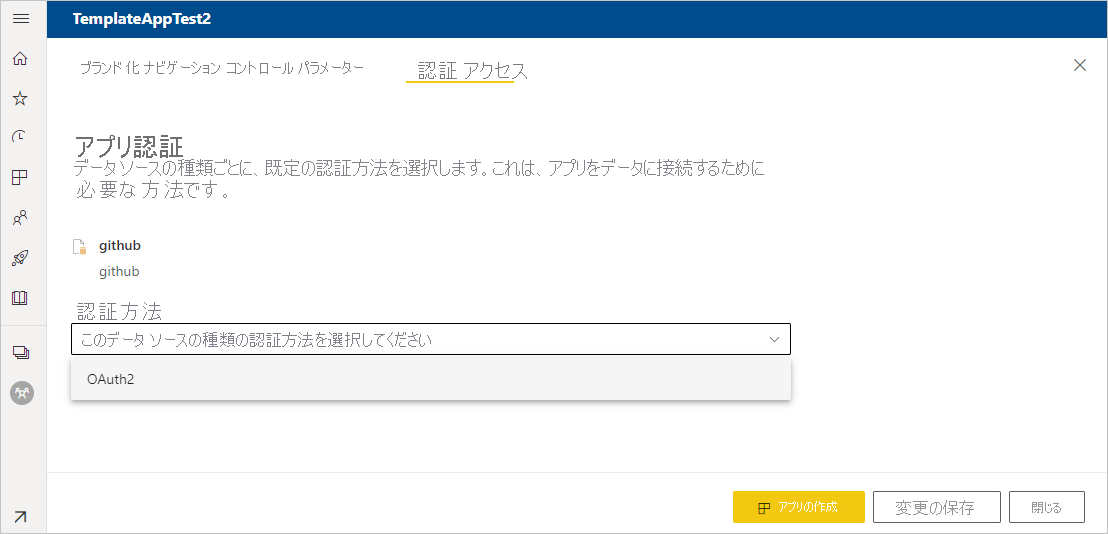 TemplateAppTest2
ブランド化 ナビゲーション コントロール パラメーター 認証 アクセス
アプリ認証
データ ソースの種類ごとに、既定の認証方法を選択します。これは、アプリをデータに接続するために
必要な方法です。
github
github
認証方法
このデータ ソースの種類の認証方法を選択してください
OAuth2
アプリの作成 変更の保存 閉じる